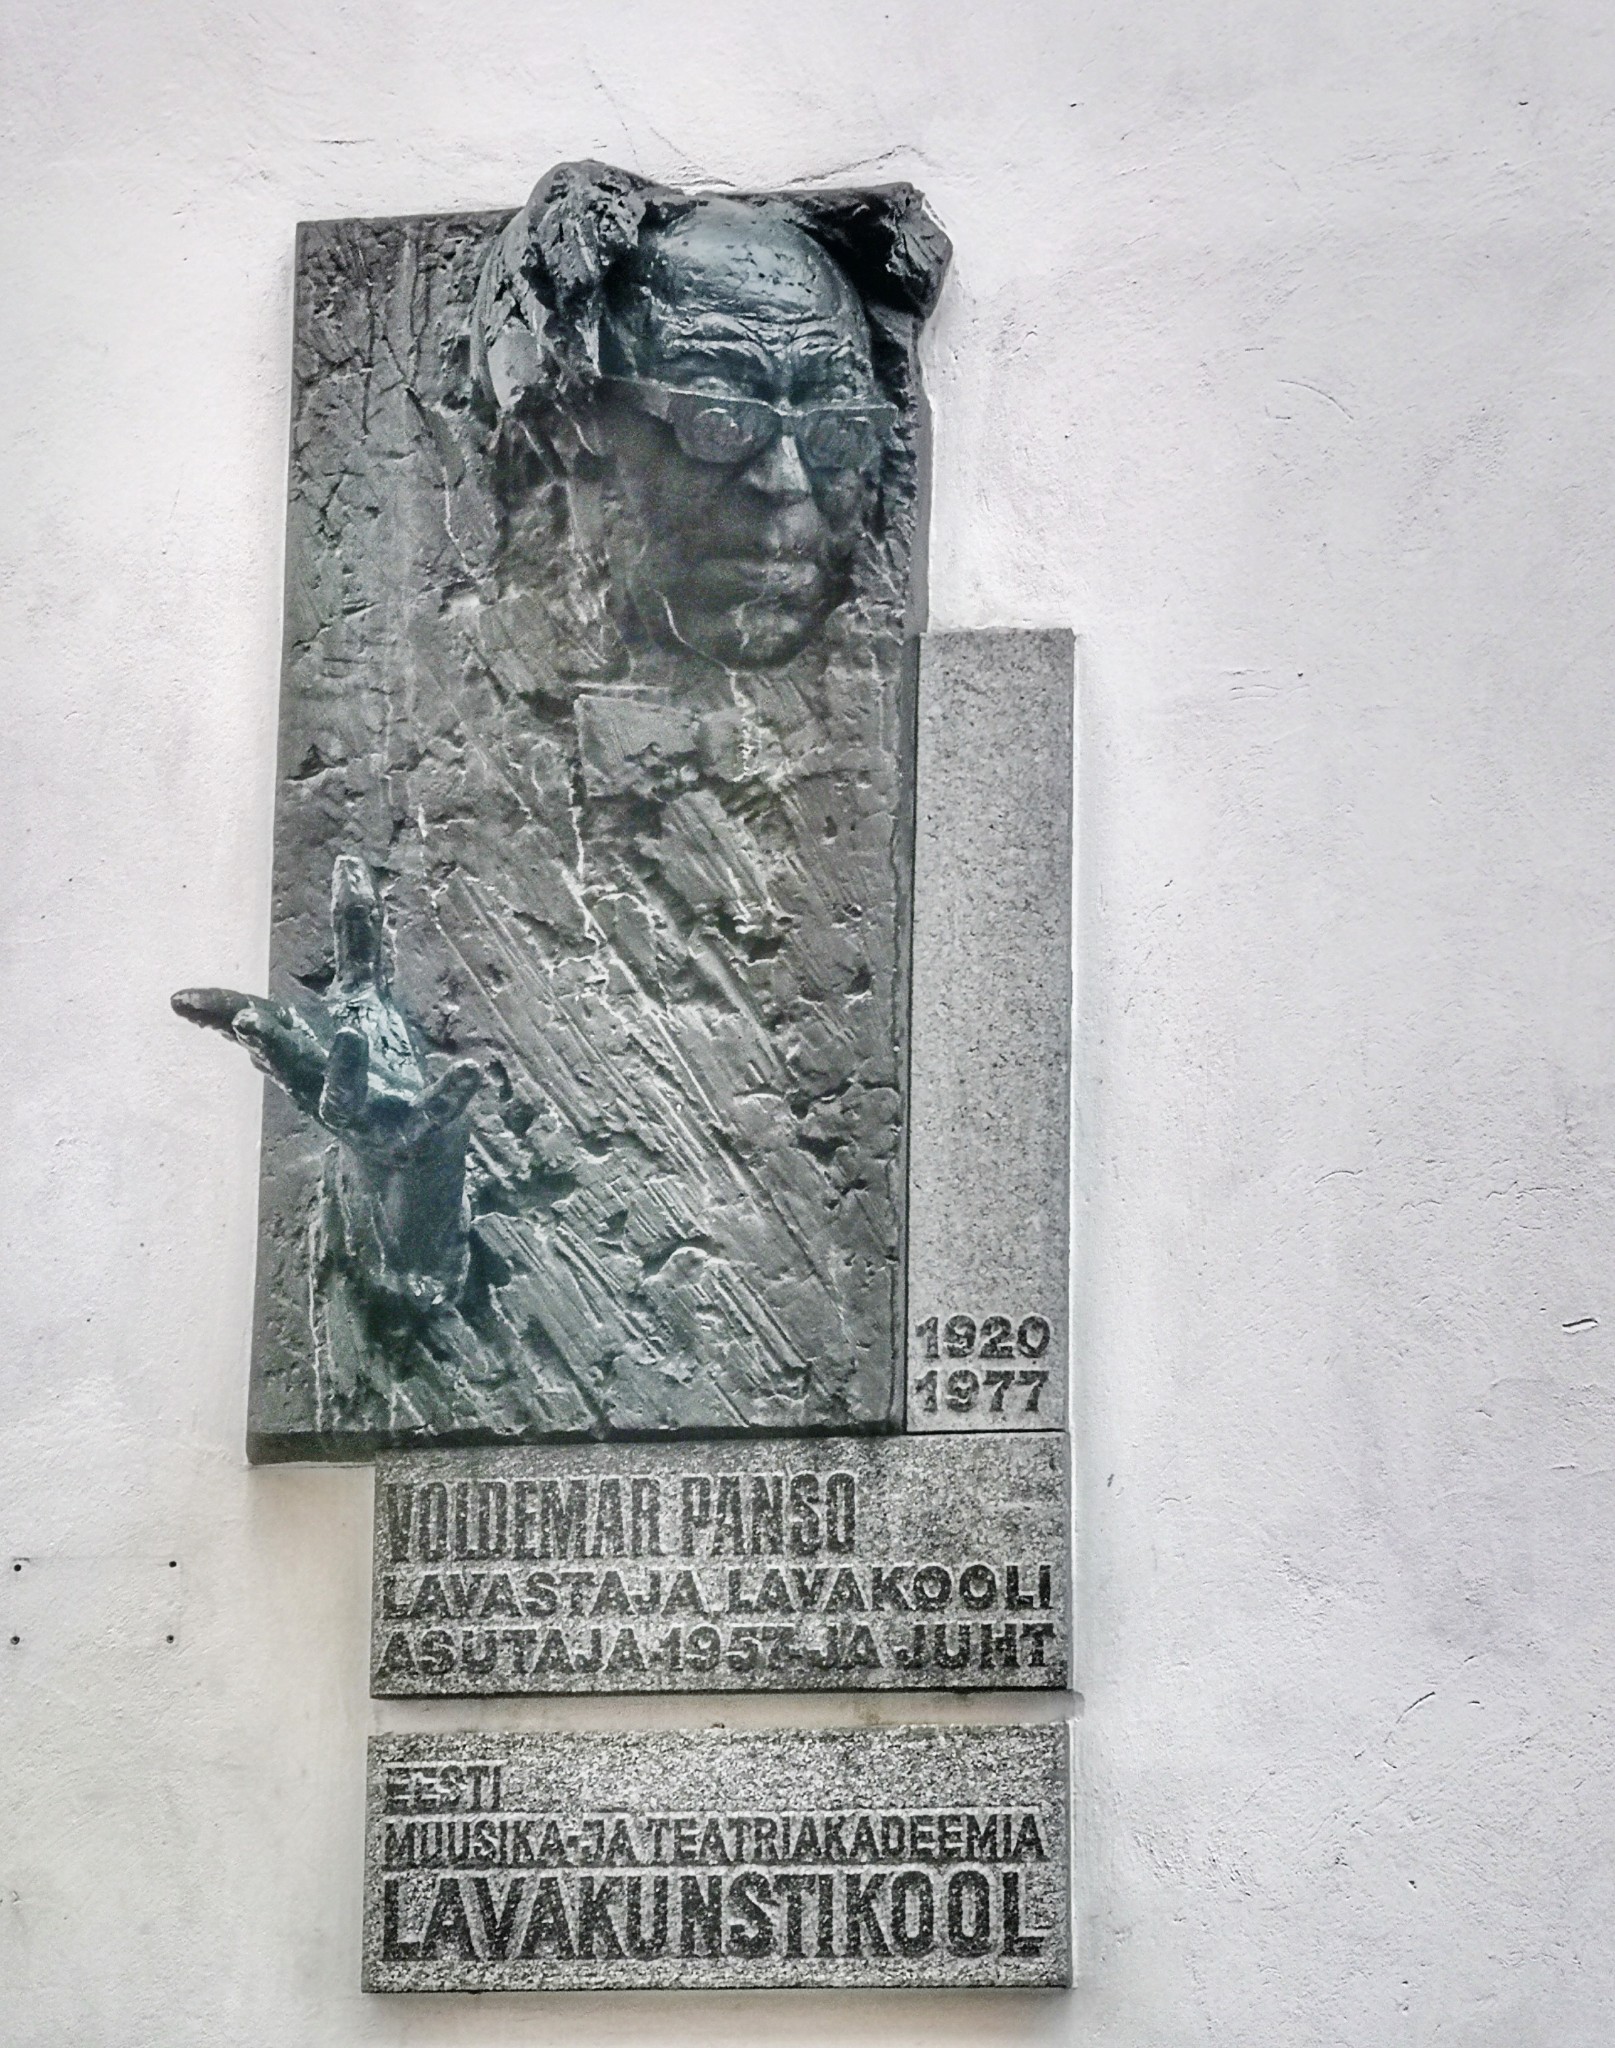 1920
1977
VOLDEMAR PANSO
LAVASTAJA, LAVAKOOLI
ASUTAJA 1957 JA JUHT
EESTI
MUUSIKA-JA TEATRIAKADEEMIA
LAVAKUNSTIKOOL